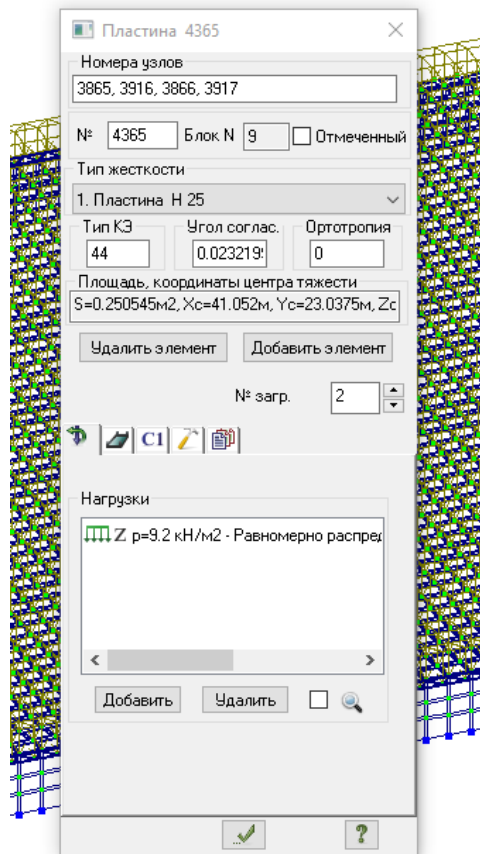 Пластина 4365
Номера узлов
3865, 3916, 3866, 3917
№ 4365 Блок N 9 Отмеченный
Тип жесткости
1. Пластина H 25
Тип КЭ Угол соглас. Ортотропия
44 0.023219 0
Площадь, координаты центра тяжести
S=0.250545м2, Xc=41.052м, Yc=23.0375м, Zc
Удалить элемент Добавить элемент
№ загр. 2
C1
Нагрузки
Z p=9.2 кН/м2 - Равномерно распред
Добавить Удалить
?